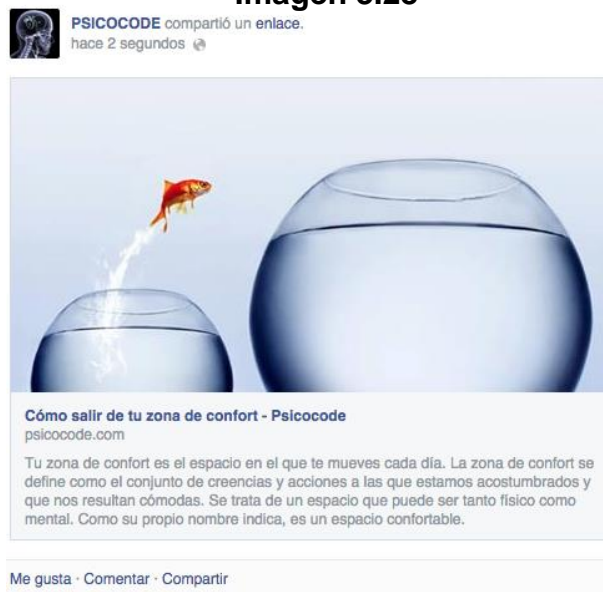 PSICOCODE compartió un enlace.
hace 2 segundos
Cómo salir de tu zona de confort - Psicocode
psicocode.com
Tu zona de confort es el espacio en el que te mueves cada día. La zona de confort se
define como el conjunto de creencias y acciones a las que estamos acostumbrados y
que nos resultan cómodas. Se trata de un espacio que puede ser tanto físico como
mental. Como su propio nombre indica, es un espacio confortable.
Me gusta · Comentar · Compartir